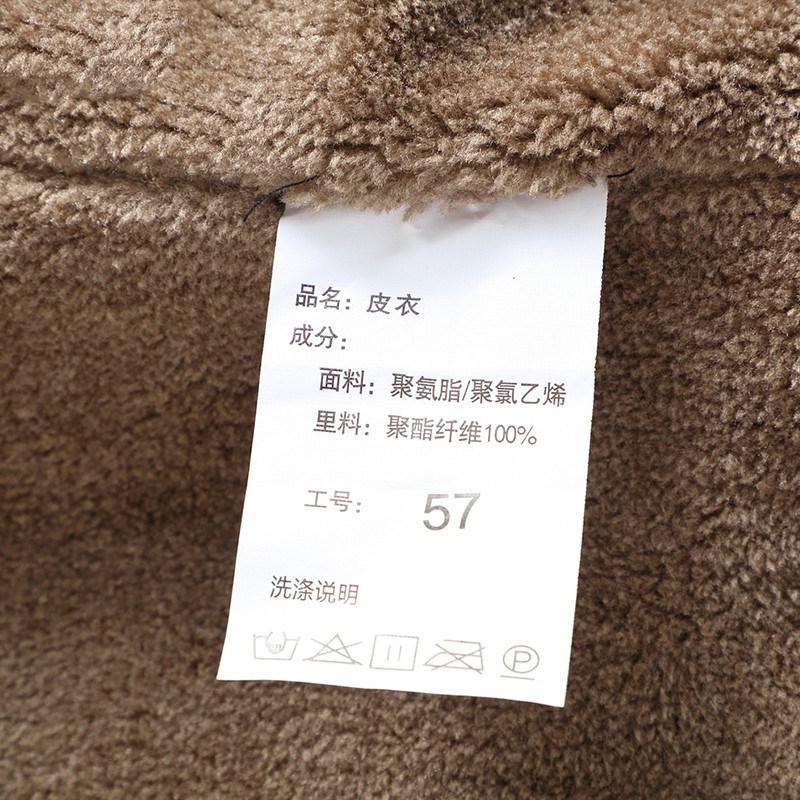 品名：皮衣
成分：
面料：聚氨脂/聚氯乙烯
里料：聚酯纤维100%
工号：57
洗涤说明
P